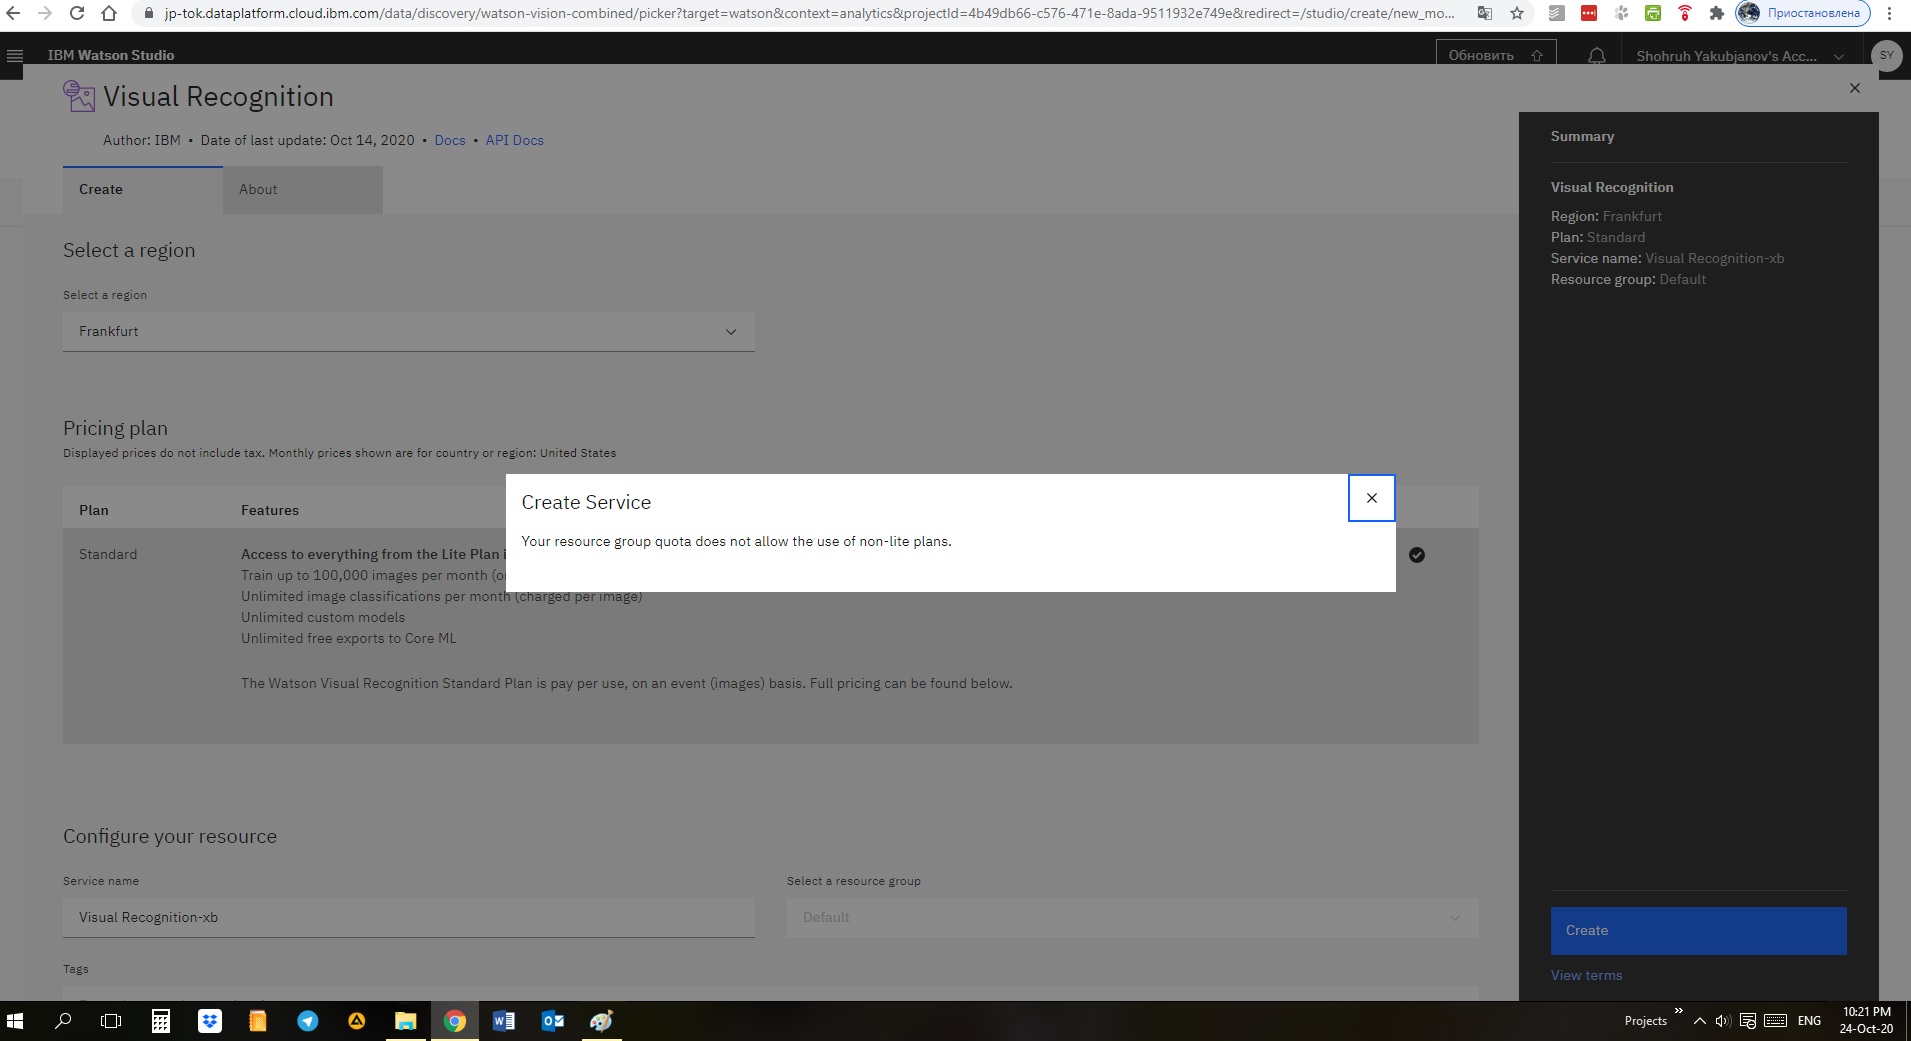 jp-tok.dataplatform.cloud.ibm.com/data/discovery/watson-vision-combined/picker?target=watson&context=analytics&projectId=4b49db66-c576-471e-8ada-9511932e749e&redirect=/studio/create/new_mo...
Приостановлена
IBM Watson Studio
Обновить
Shohruh Yakubjanov's Acc...
SY
Visual Recognition
Author: IBM • Date of last update: Oct 14, 2020 • Docs • API Docs
Create
About
Select a region
Select a region
Frankfurt
Pricing plan
Displayed prices do not include tax. Monthly prices shown are for country or region: United States
Plan
Features
Standard
Access to everything from the Lite Plan i
Train up to 100,000 images per month (o
Unlimited image classifications per month (charged per image)
Unlimited custom models
Unlimited free exports to Core ML
The Watson Visual Recognition Standard Plan is pay per use, on an event (images) basis. Full pricing can be found below.
Create Service
Your resource group quota does not allow the use of non-lite plans.
Configure your resource
Service name
Visual Recognition-xb
Select a resource group
Default
Tags
Summary
Visual Recognition
Region: Frankfurt
Plan: Standard
Service name: Visual Recognition-xb
Resource group: Default
Create
View terms
Projects
ENG
10:21 PM
24-Oct-20